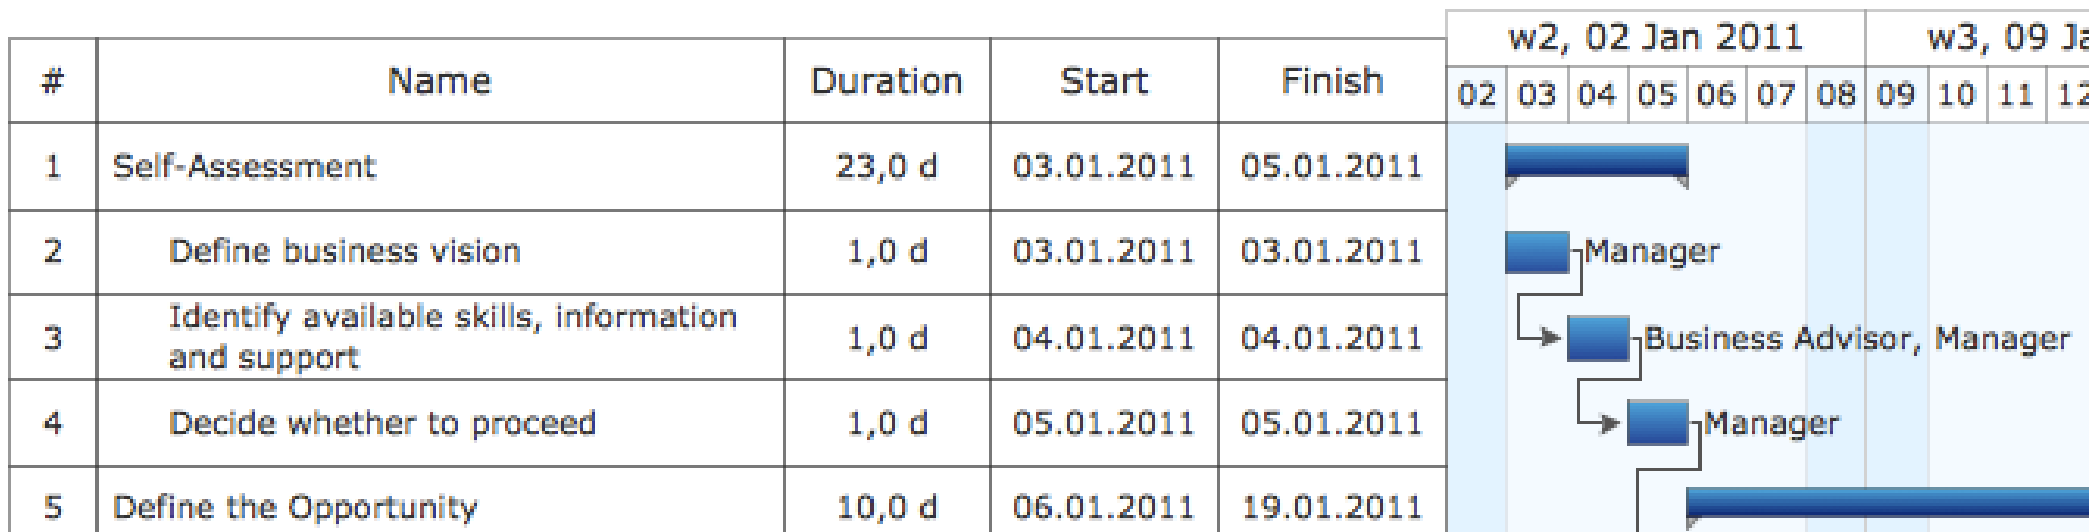 w2, 02 Jan 2011 w3, 09 Ja
# Name Duration Start Finish 02 03 04 05 06 07 08 09 10 11 12
1 Self-Assessment 23,0 d 03.01.2011 05.01.2011
2 Define business vision 1,0 d 03.01.2011 03.01.2011 Manager
3 Identify available skills, information
and support 1,0 d 04.01.2011 04.01.2011 Business Advisor, Manager
4 Decide whether to proceed 1,0 d 05.01.2011 05.01.2011 Manager
5 Define the Opportunity 10,0 d 06.01.2011 19.01.2011